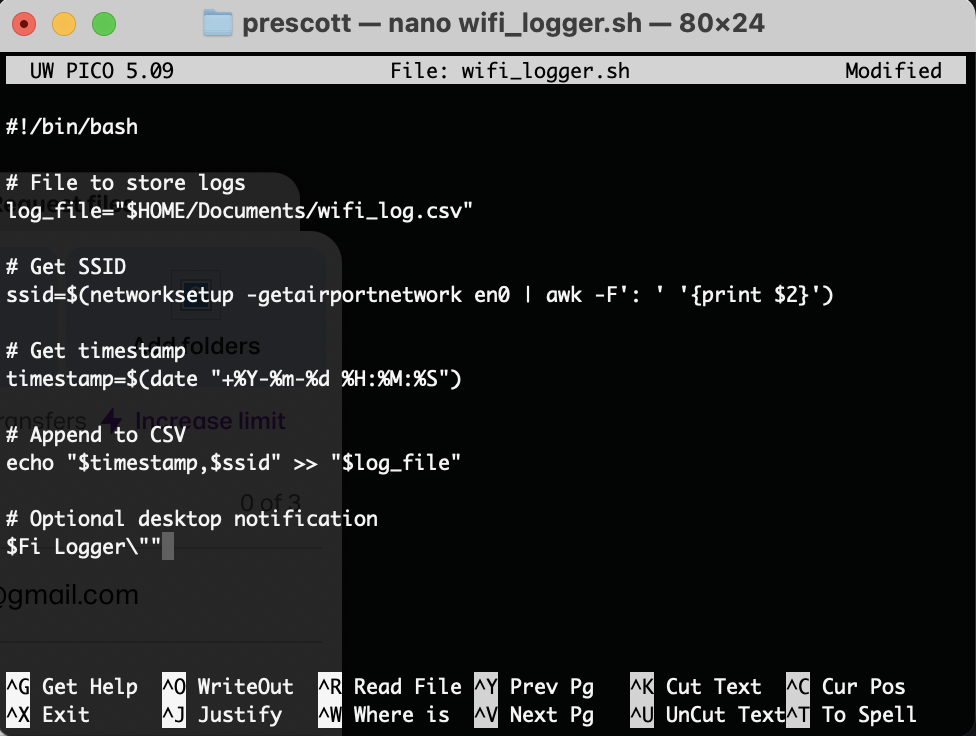 prescott — nano wifi_logger.sh — 80×24
UW PICO 5.09 File: wifi_logger.sh Modified
#!/bin/bash
# File to store logs
log_file="$HOME/Documents/wifi_log.csv"
# Get SSID
ssid=$(networksetup -getairportnetwork en0 | awk -F': ' '{print $2}')
Add folders
# Get timestamp
timestamp=$(date "+%Y-%m-%d %H:%M:%S")
Increase limit
# Append to CSV
echo "$timestamp,$ssid" >> "$log_file"
0 of 3
# Optional desktop notification
$Fi Logger\""
@gmail.com
^G Get Help ^O WriteOut ^R Read File ^Y Prev Pg ^K Cut Text ^C Cur Pos
^X Exit ^J Justify ^W Where is ^V Next Pg ^U UnCut Text ^T To Spell